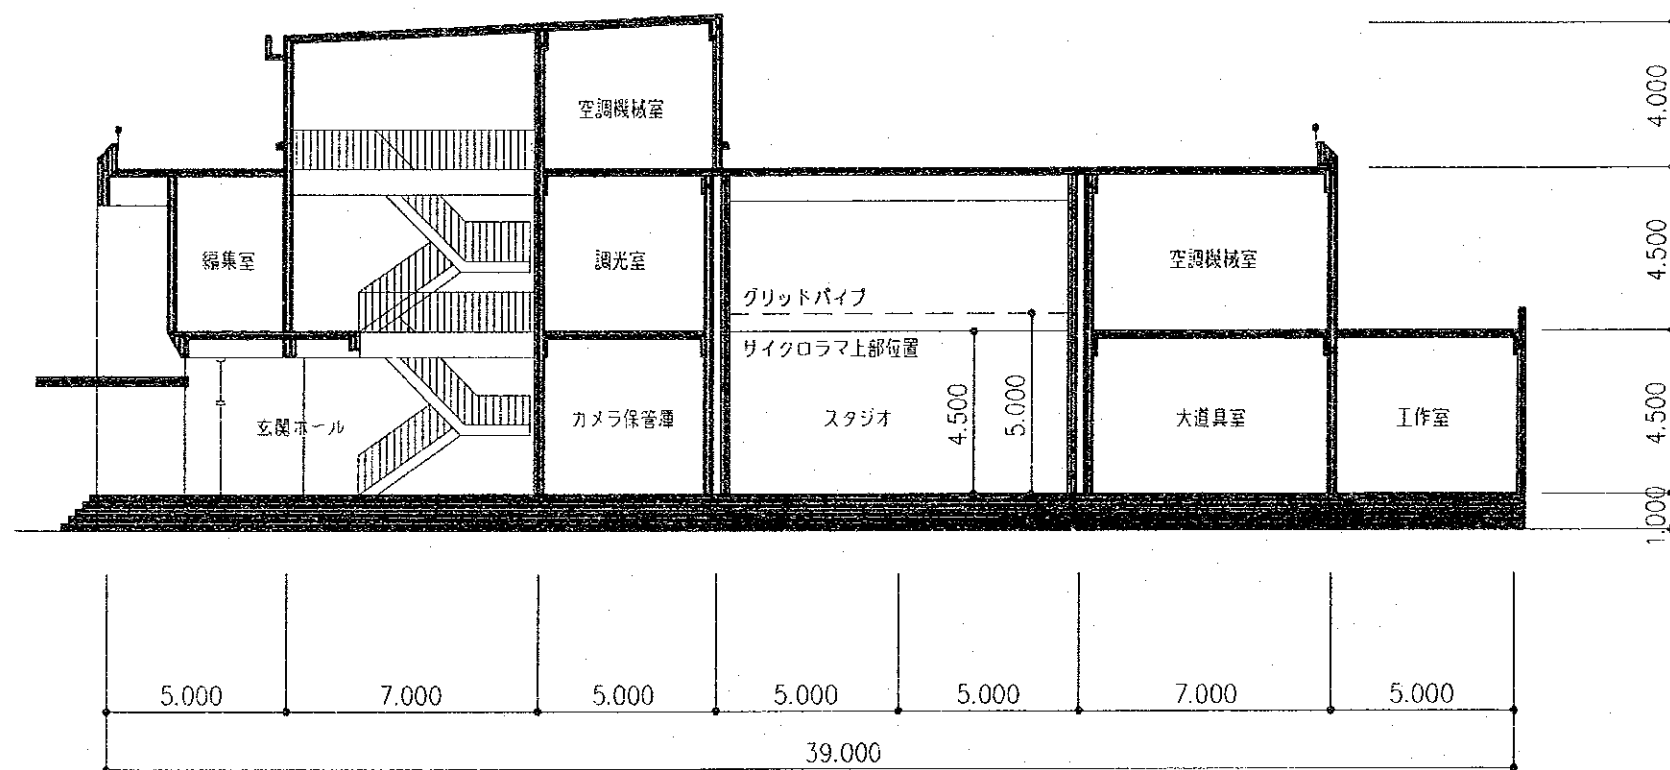 空調機械室
4.000
編集室
調光室
空調機械室
4.500
グリッドパイプ
サイクロラマ上部位置
玄関ホール
カメラ保管庫
スタジオ
4.500
5.000
大道具室
工作室
4.500
1.000
5.000
7.000
5.000
5.000
5.000
7.000
5.000
39.000